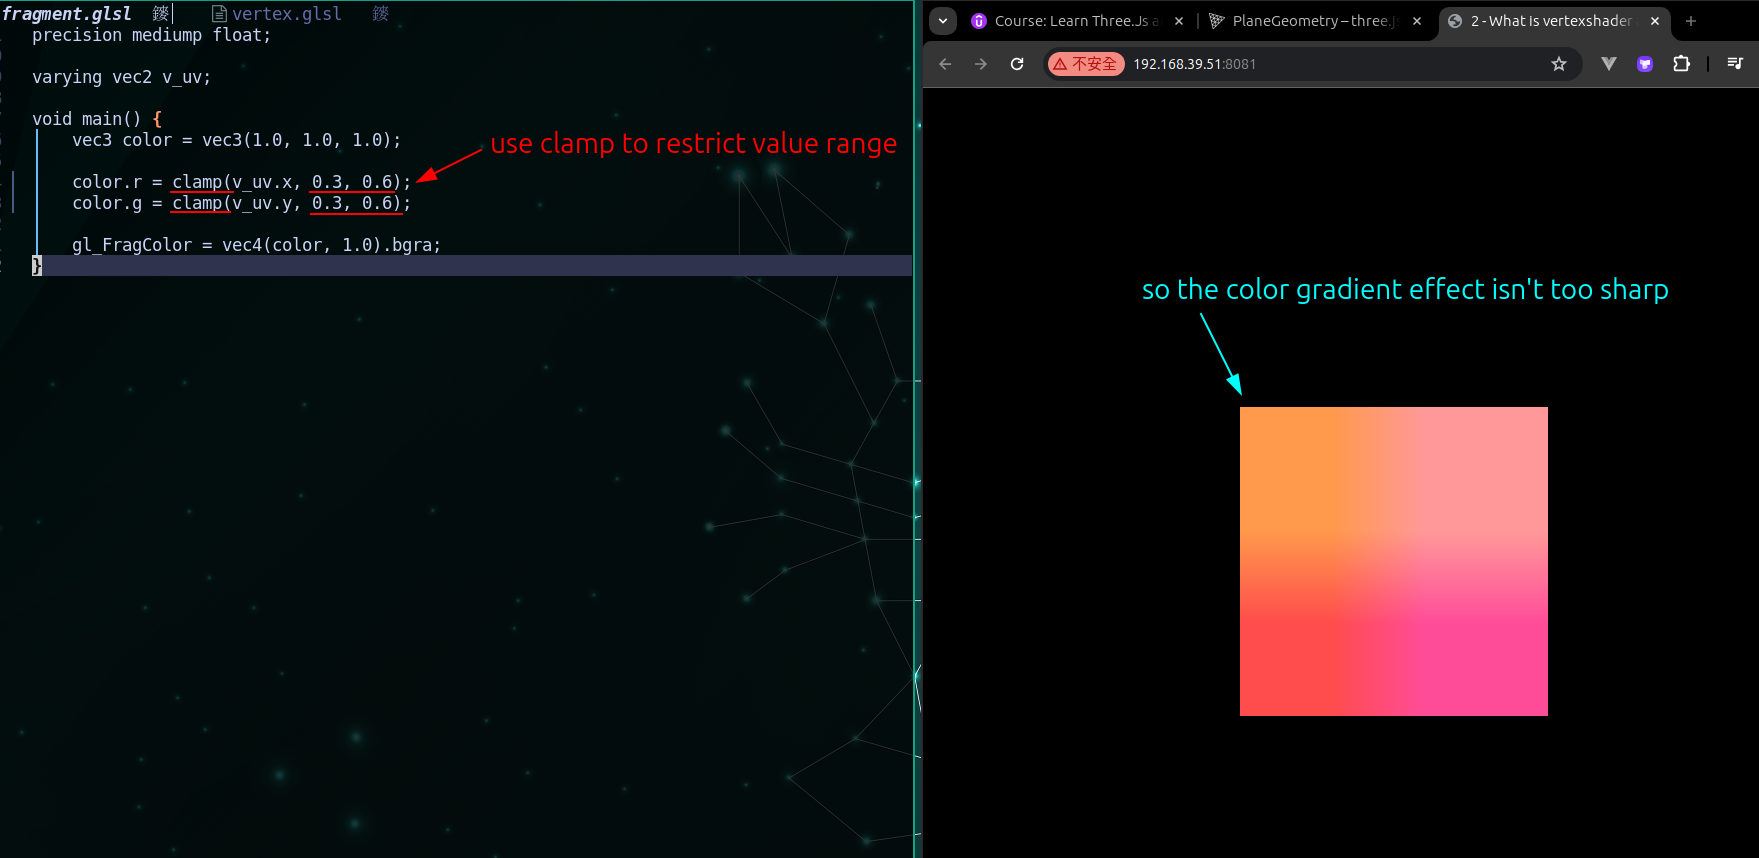 fragment.glsl
vertex.glsl
precision mediump float;
varying vec2 v_uv;
void main() {
vec3 color = vec3(1.0, 1.0, 1.0);
use clamp to restrict value range
color.r = clamp(v_uv.x, 0.3, 0.6);
color.g = clamp(v_uv.y, 0.3, 0.6);
gl_FragColor = vec4(color, 1.0).bgra;
}
Course: Learn Three.Js a
PlaneGeometry – three.j
2 - What is vertexshader
不安全
192.168.39.51:8081
so the color gradient effect isn't too sharp